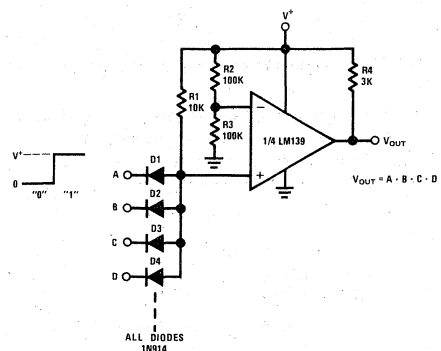 V+
R2
100K
R4
3K
R1
10K
R3
100K
−
+
1/4 LM139
VOUT
VOUT = A · B · C · D
V+
0
"0" "1"
A
D1
B
D2
C
D3
D
D4
ALL DIODES
1N914